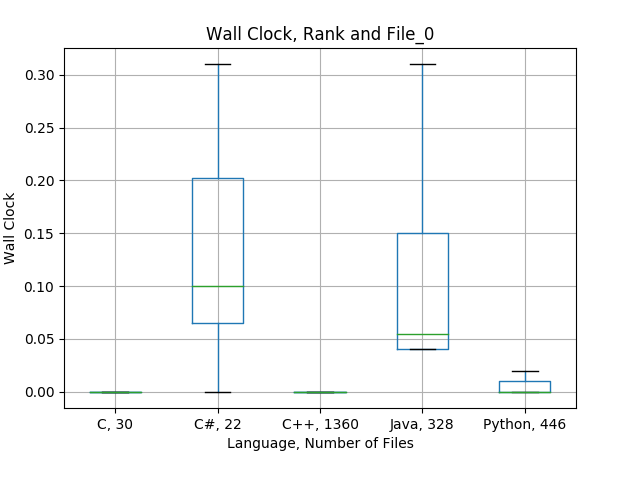 Wall Clock, Rank and File_0
0.30
0.25
0.20
0.15
0.10
0.05
0.00
Wall Clock
C, 30
C#, 22
C++, 1360
Java, 328
Python, 446
Language, Number of Files